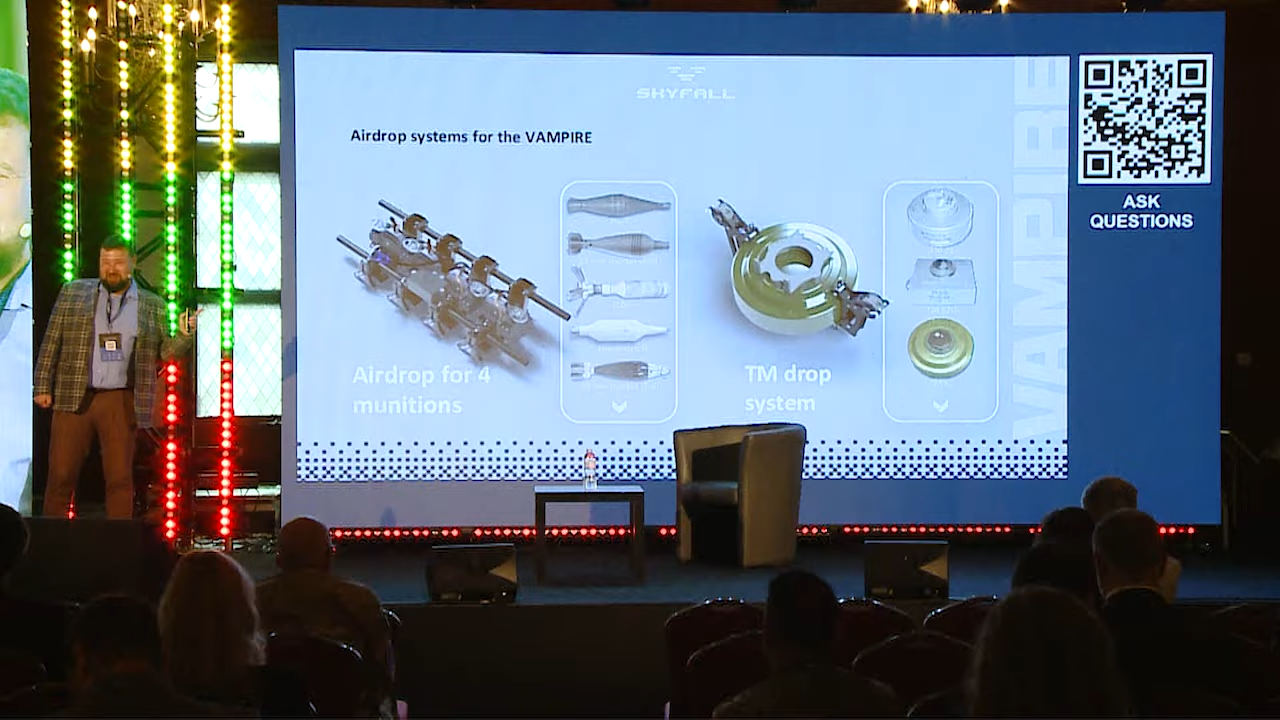 SKYFALL
Airdrop systems for the VAMPIRE
Airdrop for 4
munitions
TM drop
system
VAMPIRE
ASK
QUESTIONS